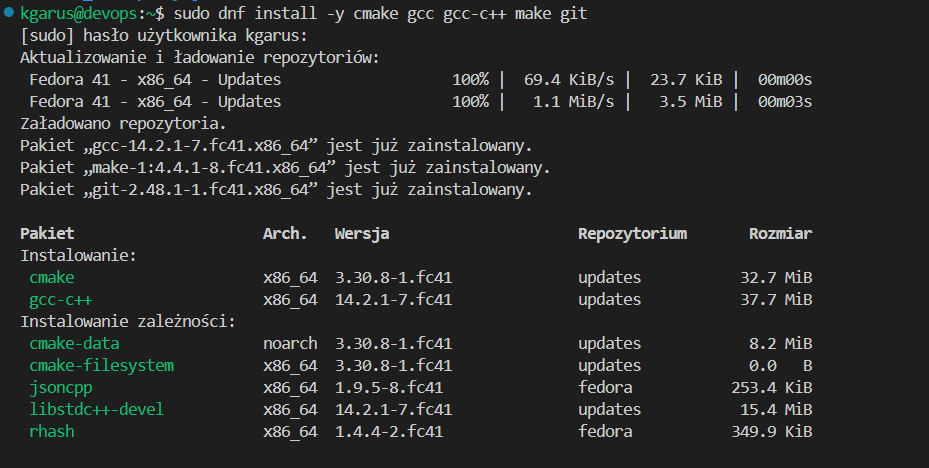 kgarus@devops:~$ sudo dnf install -y cmake gcc gcc-c++ make git
[sudo] hasło użytkownika kgarus:
Aktualizowanie i ładowanie repozytoriów:
Fedora 41 - x86_64 - Updates 100% | 69.4 KiB/s | 23.7 KiB | 00m00s
Fedora 41 - x86_64 - Updates 100% | 1.1 MiB/s | 3.5 MiB | 00m03s
Załadowano repozytoria.
Pakiet „gcc-14.2.1-7.fc41.x86_64” jest już zainstalowany.
Pakiet „make-1:4.4.1-8.fc41.x86_64” jest już zainstalowany.
Pakiet „git-2.48.1-1.fc41.x86_64” jest już zainstalowany.
Pakiet Arch. Wersja Repozytorium Rozmiar
Instalowanie:
cmake x86_64 3.30.8-1.fc41 updates 32.7 MiB
gcc-c++ x86_64 14.2.1-7.fc41 updates 37.7 MiB
Instalowanie zależności:
cmake-data noarch 3.30.8-1.fc41 updates 8.2 MiB
cmake-filesystem x86_64 3.30.8-1.fc41 updates 0.0 B
jsoncpp x86_64 1.9.5-8.fc41 fedora 253.4 KiB
libstdc++-devel x86_64 14.2.1-7.fc41 updates 15.4 MiB
rhash x86_64 1.4.4-2.fc41 fedora 349.9 KiB